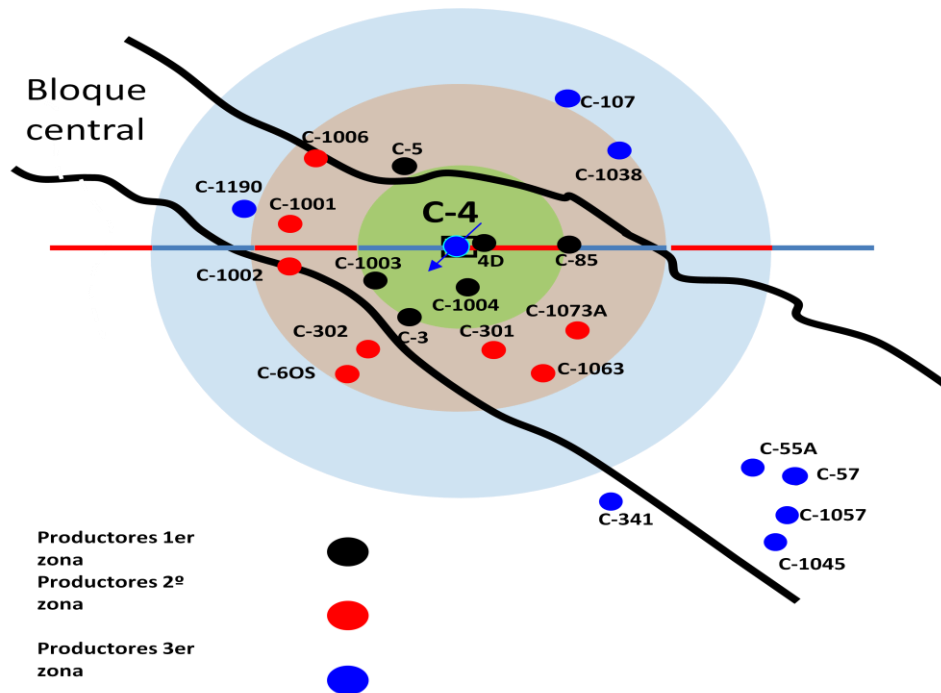 Bloque
central
C-107
C-1006
C-5
C-1038
C-1190
C-1001
C-4
4D
C-85
C-1002
C-1003
C-1004
C-1073A
C-302
C-3
C-301
C-6OS
C-1063
C-55A
C-57
C-341
C-1057
C-1045
Productores 1er
zona
Productores 2º
zona
Productores 3er
zona